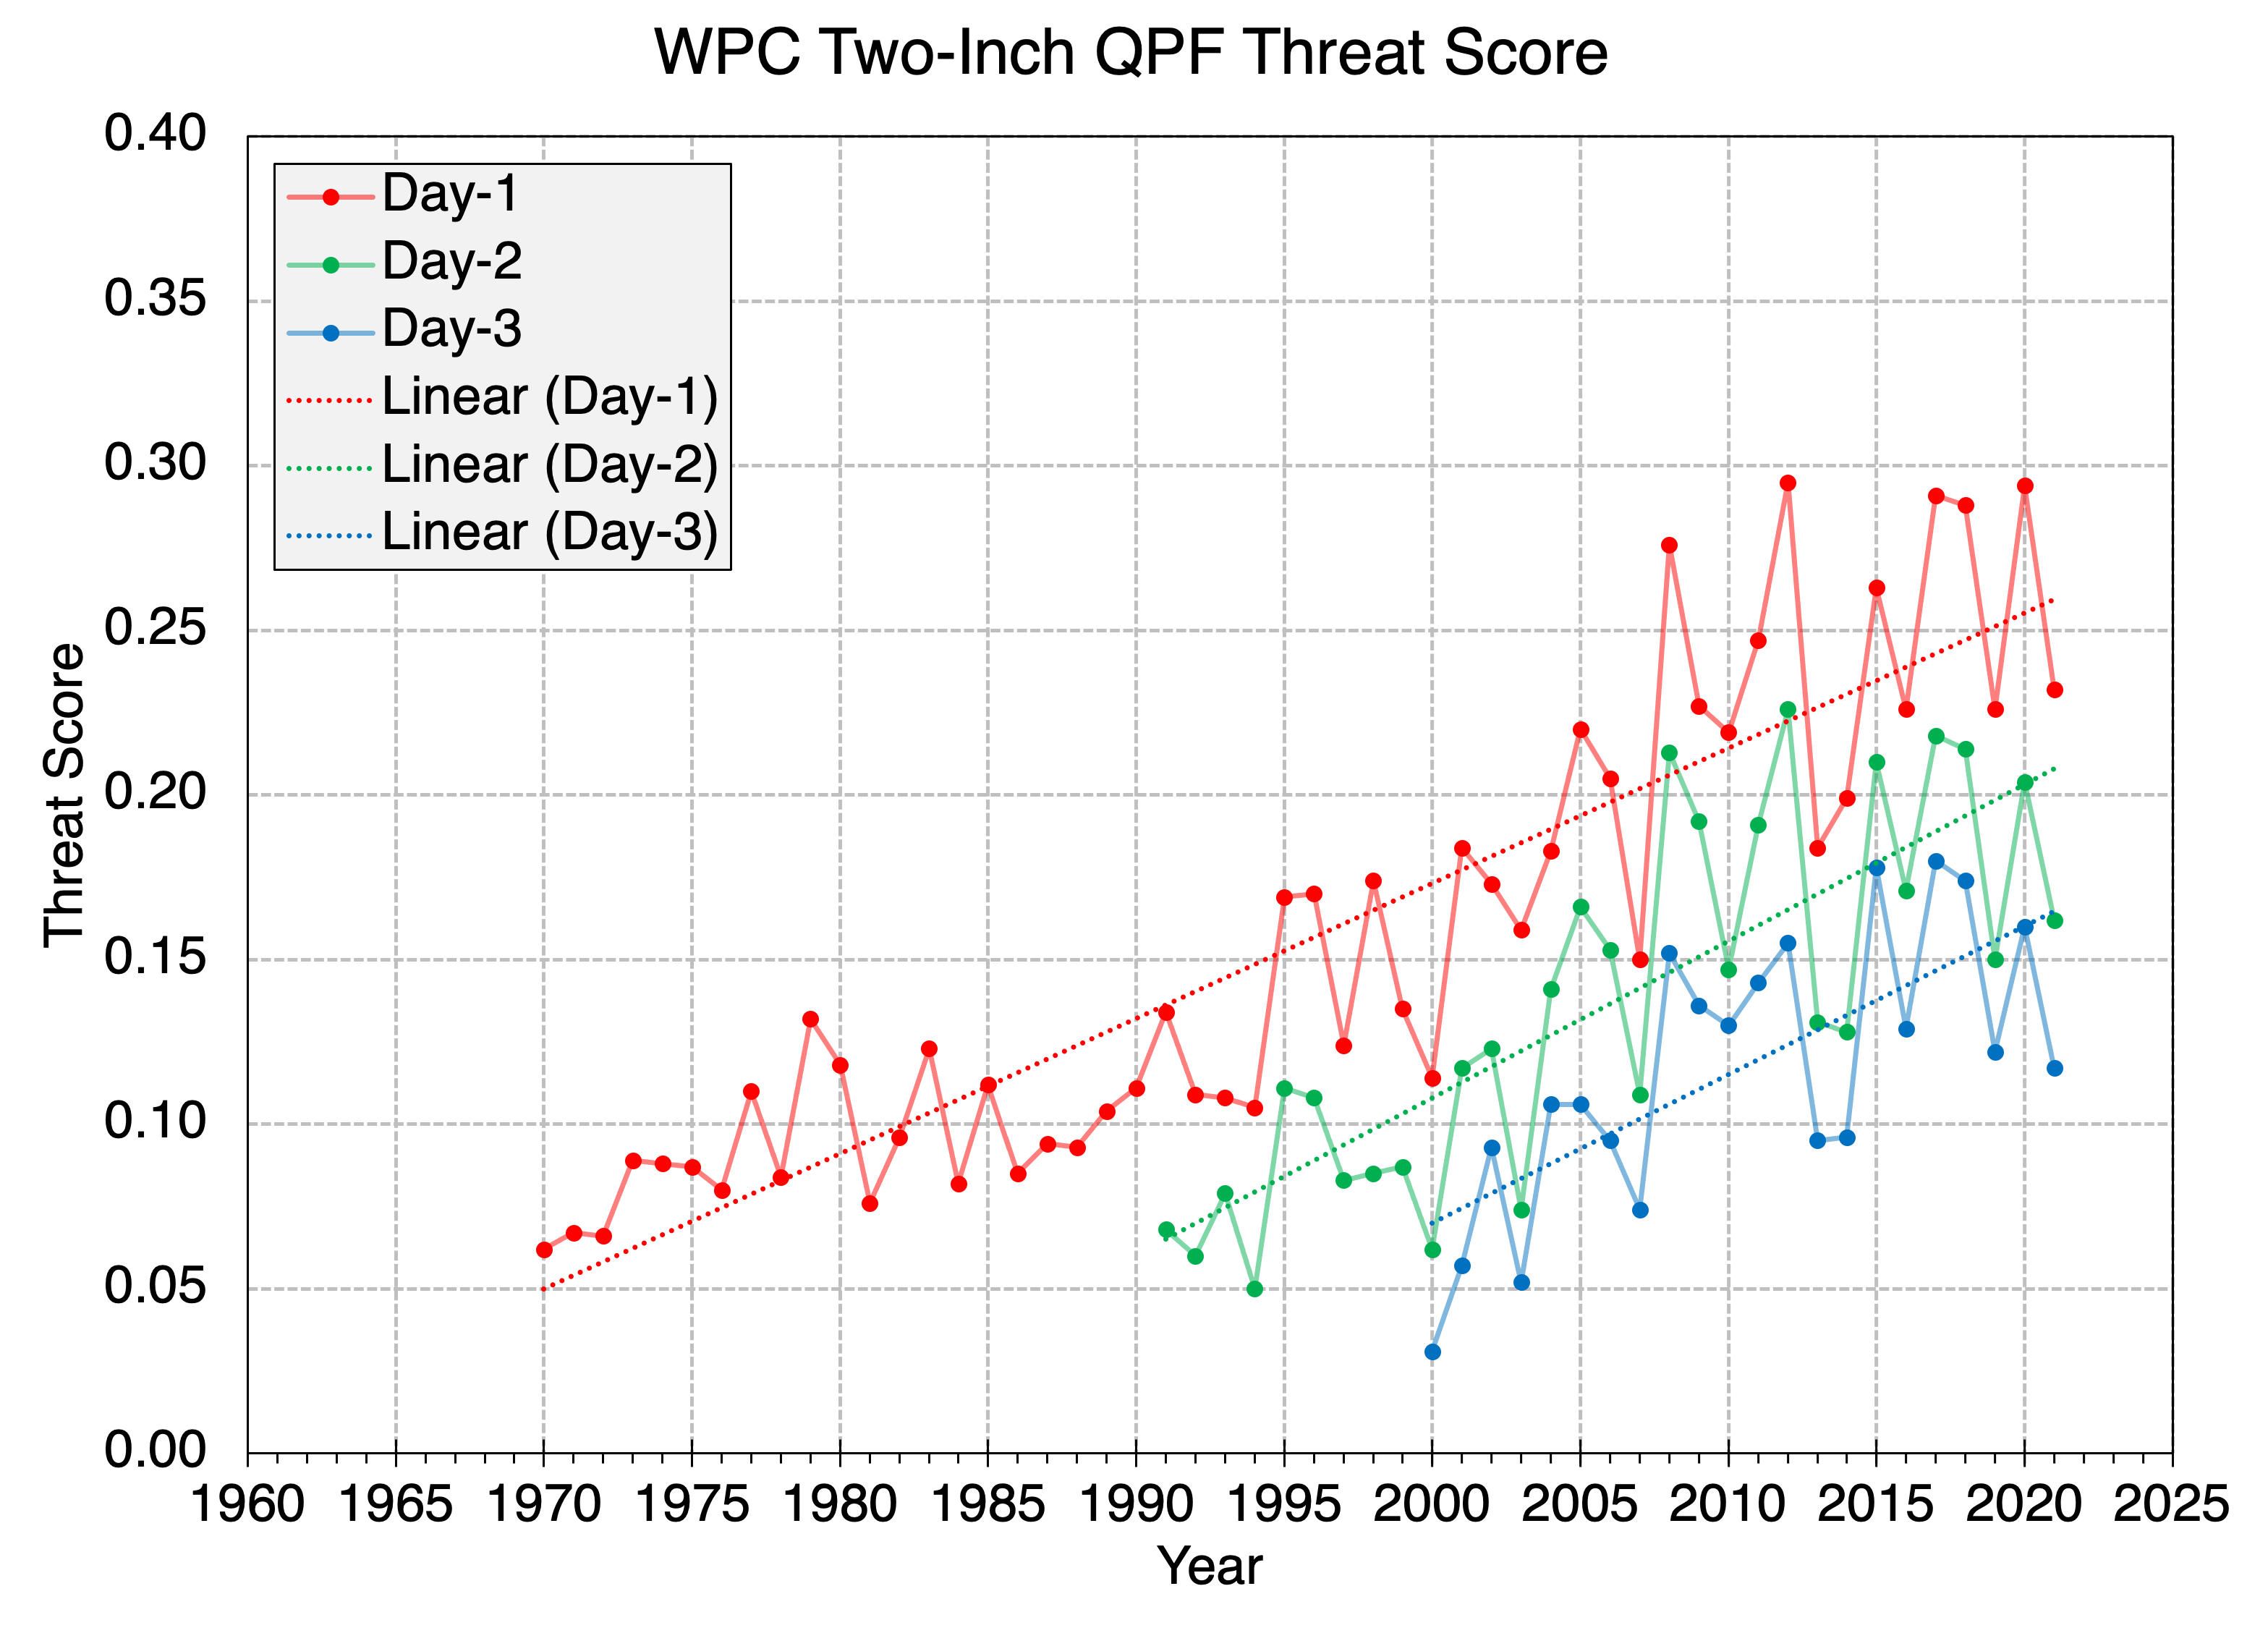 WPC Two-Inch QPF Threat Score
0.40
0.35
0.30
0.25
0.20
0.15
0.10
0.05
0.00
Threat Score
Day-1
Day-2
Day-3
Linear (Day-1)
Linear (Day-2)
Linear (Day-3)
1960 1965 1970 1975 1980 1985 1990 1995 2000 2005 2010 2015 2020 2025
Year